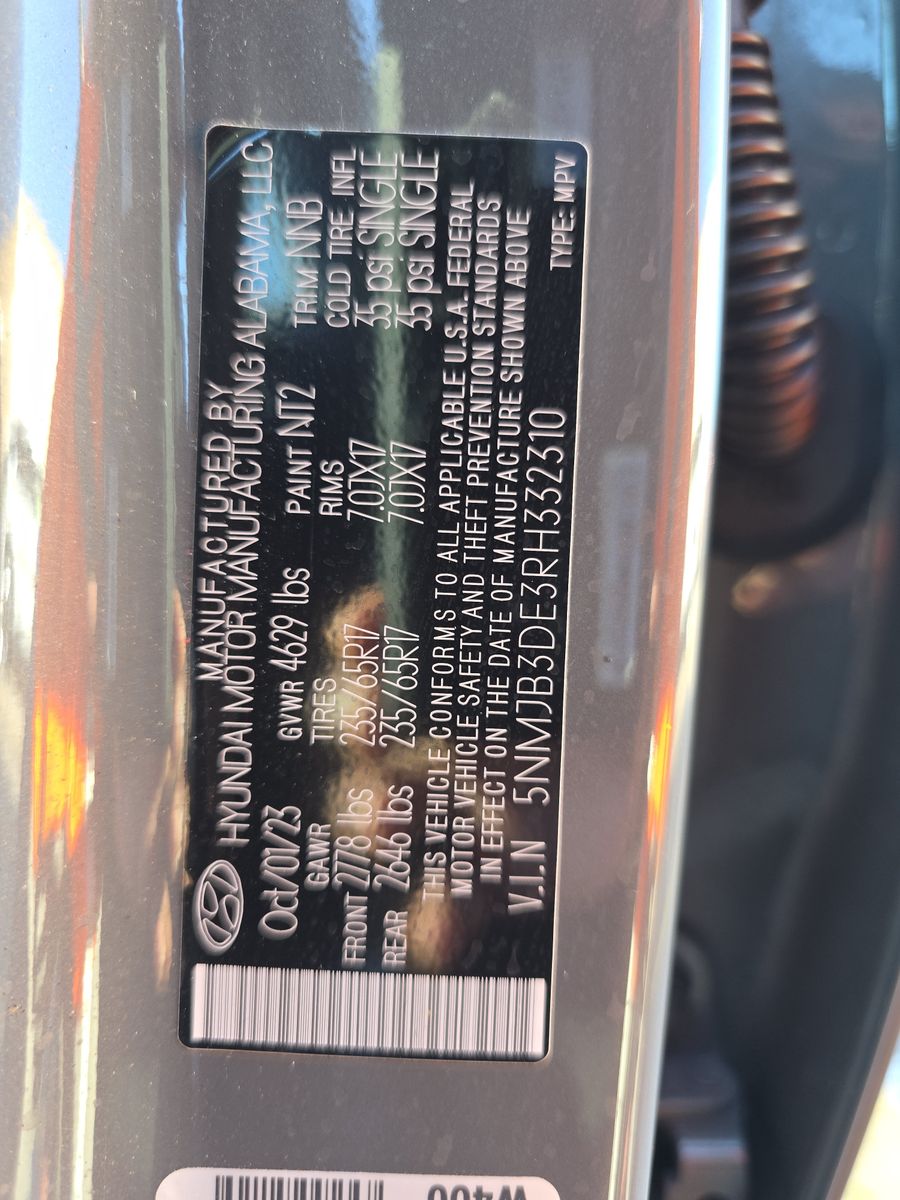 MANUFACTURED BY
HYUNDAI MOTOR MANUFACTURING ALABAMA, LLC
Oct/01/23 GVWR 4629 lbs PAINT NT2 TRIM NNB
GAWR TIRES RIMS COLD TIRE INFL
FRONT 2778 lbs 235/65R17 7.0JX17 35 psi SINGLE
REAR 2646 lbs 235/65R17 7.0JX17 35 psi SINGLE
THIS VEHICLE CONFORMS TO ALL APPLICABLE U.S.A. FEDERAL
MOTOR VEHICLE SAFETY AND THEFT PREVENTION STANDARDS
IN EFFECT ON THE DATE OF MANUFACTURE SHOWN ABOVE
V.I.N 5NMJB3DE3RH332310 TYPE: MPV